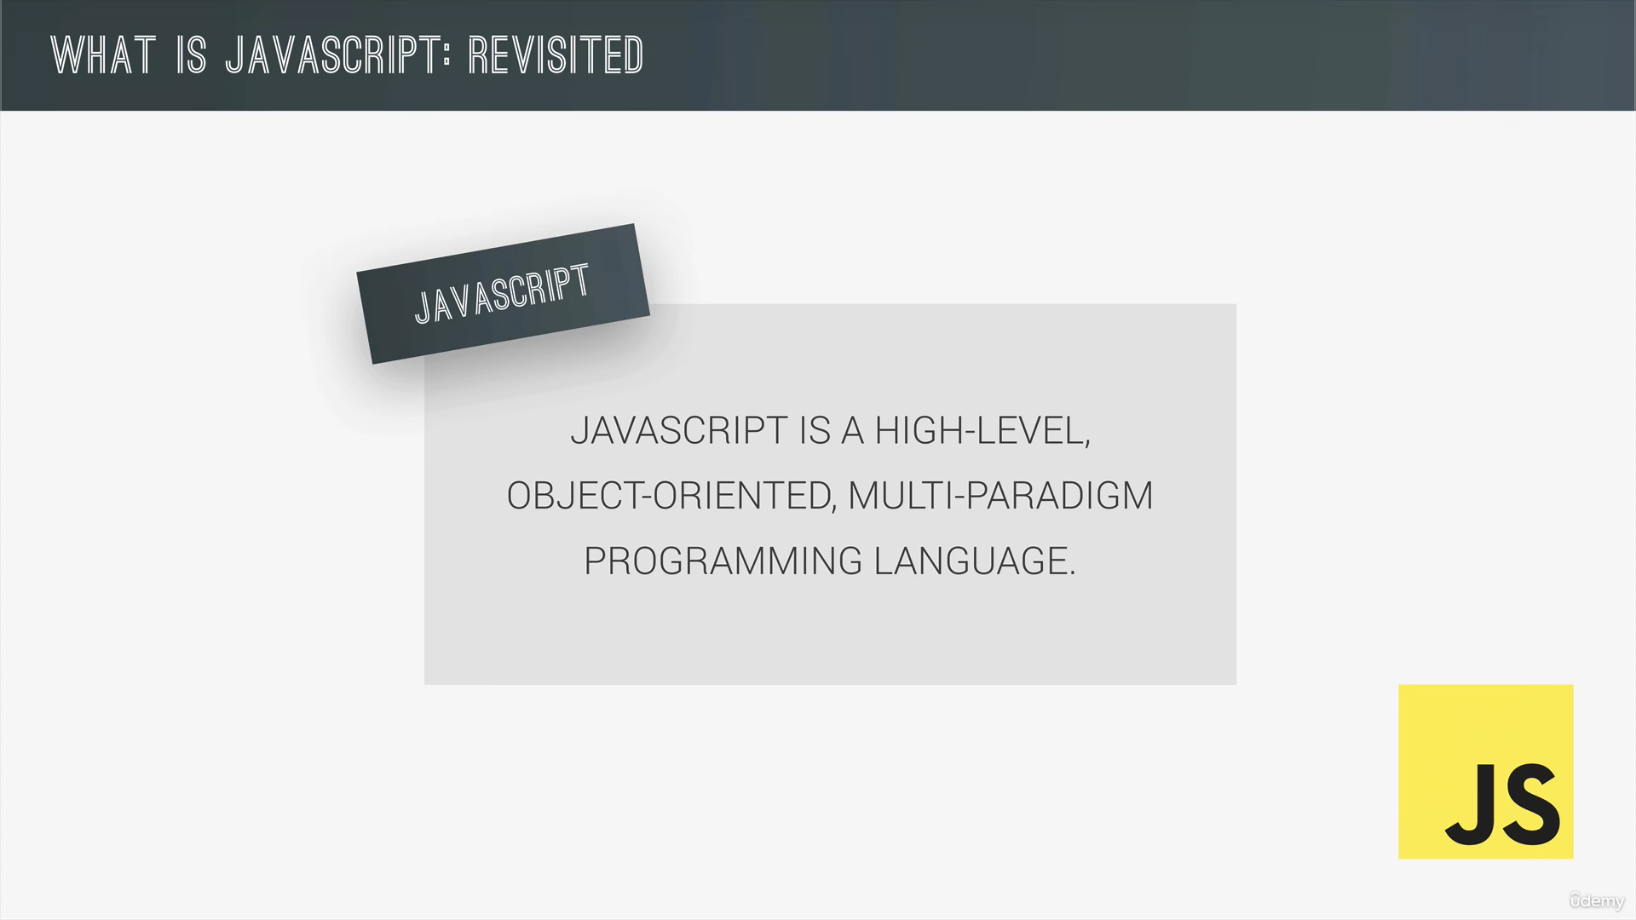 WHAT IS JAVASCRIPT: REVISITED
JAVASCRIPT
JAVASCRIPT IS A HIGH-LEVEL,
OBJECT-ORIENTED, MULTI-PARADIGM
PROGRAMMING LANGUAGE.
JS
ûdemy